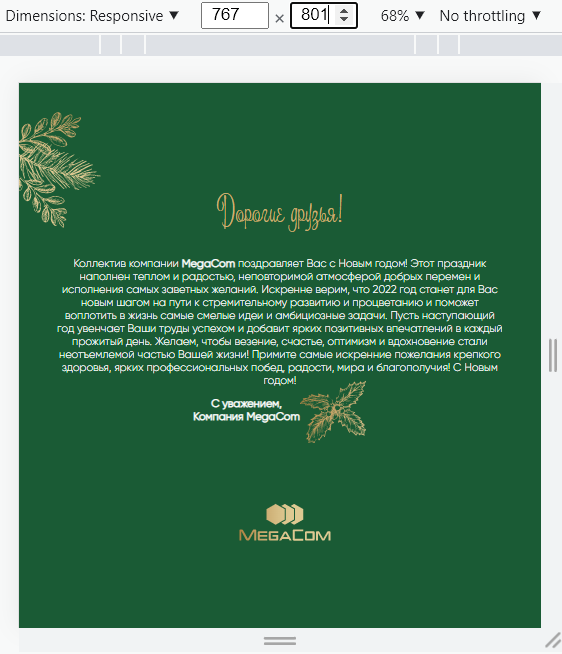 Dimensions: Responsive ▼ 767 × 801 68% ▼ No throttling ▼
Дорогие друзья!
Коллектив компании MegaCom поздравляет Вас с Новым годом! Этот праздник
наполнен теплом и радостью, неповторимой атмосферой добрых перемен и
исполнения самых заветных желаний. Искренне верим, что 2022 год станет для Вас
новым шагом на пути к стремительному развитию и процветанию и поможет
воплотить в жизнь самые смелые идеи и амбициозные задачи. Пусть наступающий
год увенчает Ваши труды успехом и добавит ярких позитивных впечатлений в каждый
прожитый день. Желаем, чтобы везение, счастье, оптимизм и вдохновение стали
неотъемлемой частью Вашей жизни! Примите самые искренние пожелания крепкого
здоровья, ярких профессиональных побед, радости, мира и благополучия! С Новым
годом!
С уважением,
Компания MegaCom
MEGACOM